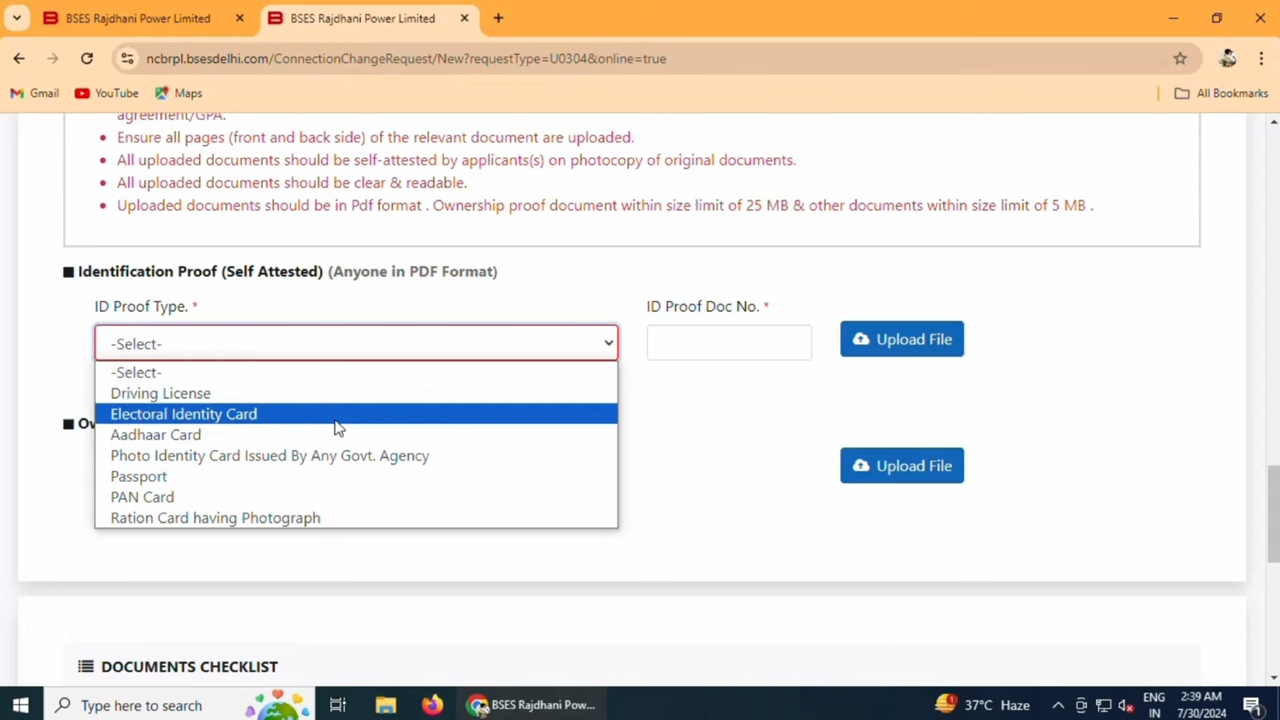 BSES Rajdhani Power Limited
BSES Rajdhani Power Limited
ncbrpl.bsesdelhi.com/ConnectionChangeRequest/New?requestType=U0304&online=true
Gmail
YouTube
Maps
All Bookmarks
agreement/GPA.
Ensure all pages (front and back side) of the relevant document are uploaded.
All uploaded documents should be self-attested by applicants(s) on photocopy of original documents.
All uploaded documents should be clear & readable.
Uploaded documents should be in Pdf format . Ownership proof document within size limit of 25 MB & other documents within size limit of 5 MB .
Identification Proof (Self Attested) (Anyone in PDF Format)
ID Proof Type. *
ID Proof Doc No. *
-Select-
Upload File
-Select-
Driving License
Electoral Identity Card
Ow
Aadhaar Card
Photo Identity Card Issued By Any Govt. Agency
Upload File
Passport
PAN Card
Ration Card having Photograph
DOCUMENTS CHECKLIST
Type here to search
BSES Rajdhani Pow...
37°C Haze
ENG
IN
2:39 AM
7/30/2024
1